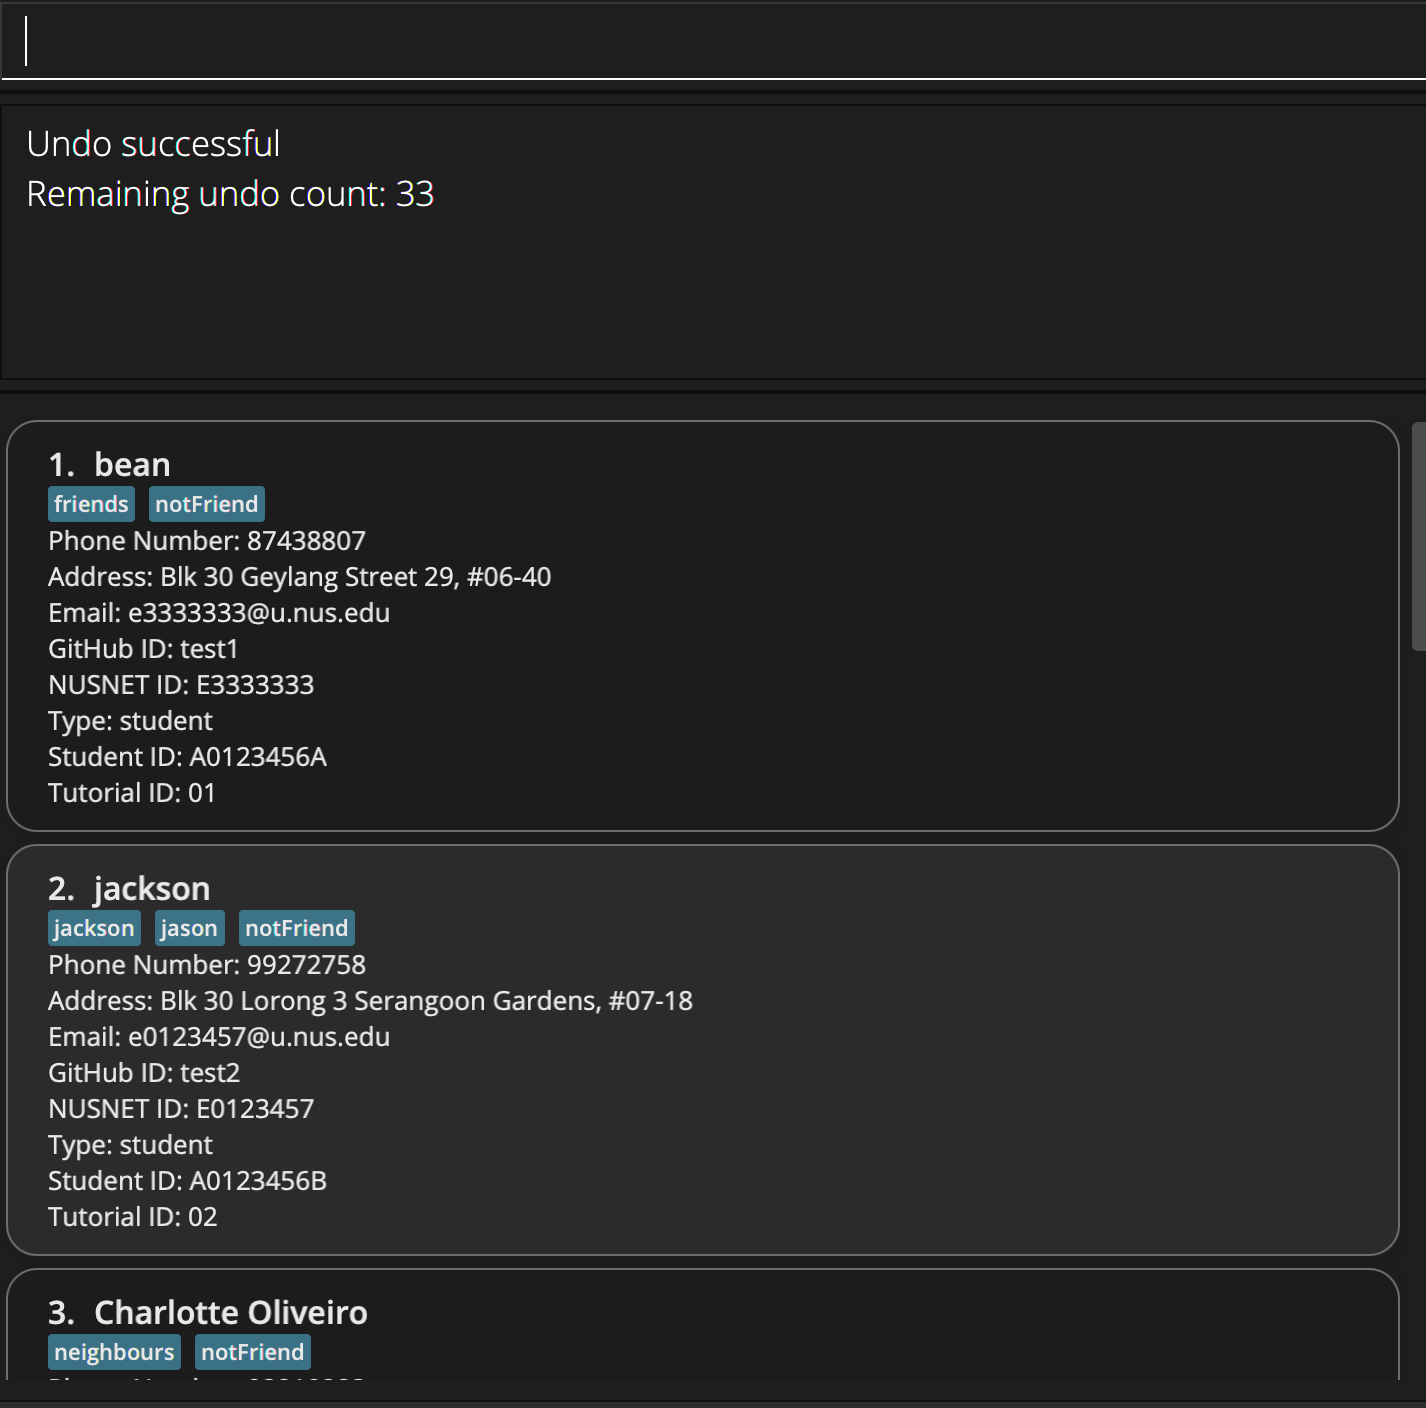 Undo successful
Remaining undo count: 33
1. bean
friends notFriend
Phone Number: 87438807
Address: Blk 30 Geylang Street 29, #06-40
Email: e3333333@u.nus.edu
GitHub ID: test1
NUSNET ID: E3333333
Type: student
Student ID: A0123456A
Tutorial ID: 01
2. jackson
jackson jason notFriend
Phone Number: 99272758
Address: Blk 30 Lorong 3 Serangoon Gardens, #07-18
Email: e0123457@u.nus.edu
GitHub ID: test2
NUSNET ID: E0123457
Type: student
Student ID: A0123456B
Tutorial ID: 02
3. Charlotte Oliveiro
neighbours notFriend